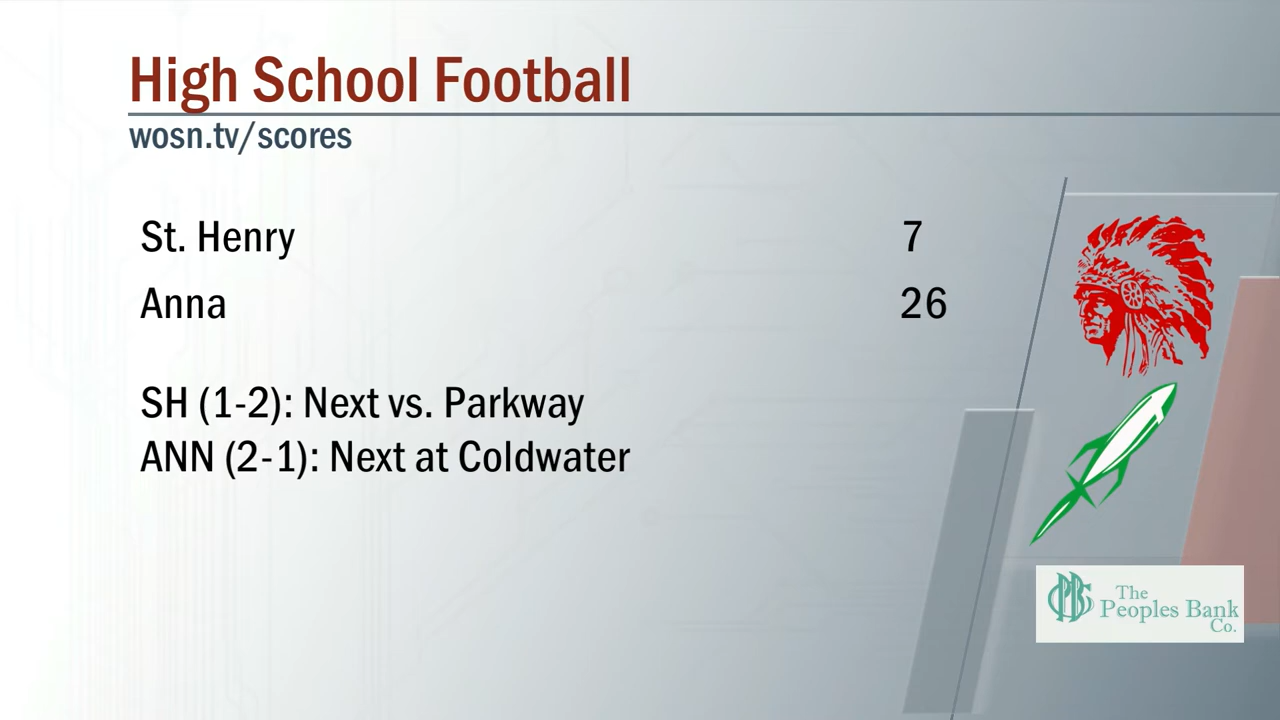 High School Football
wosn.tv/scores
St. Henry 7
Anna 26
SH (1-2): Next vs. Parkway
ANN (2-1): Next at Coldwater
PBC
The
Peoples Bank
Co.